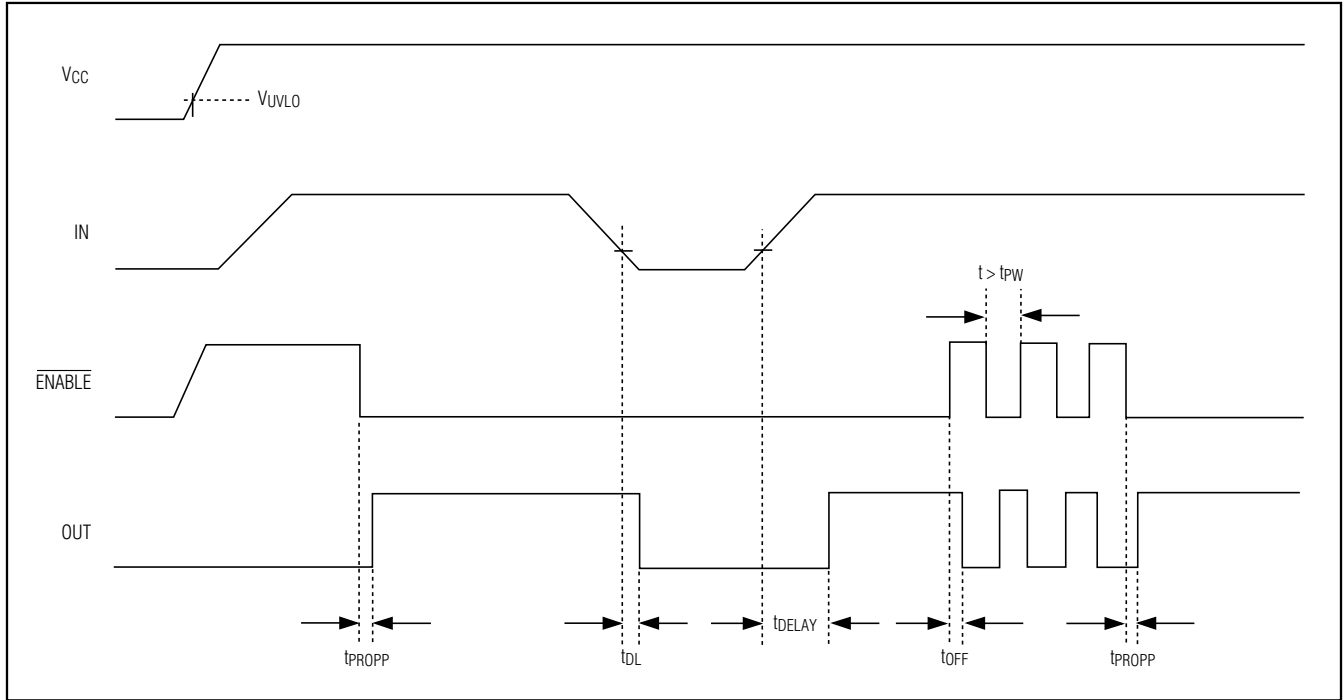 VCC
VUVLO
IN
t > tPW
ENABLE
OUT
tPROPP
tDL
tDELAY
tOFF
tPROPP